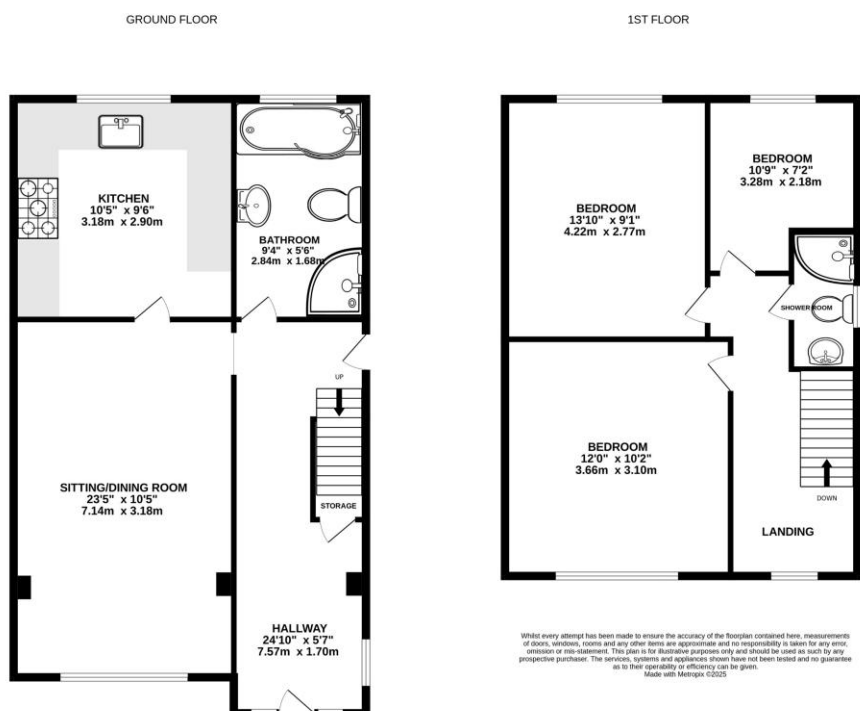 GROUND FLOOR
KITCHEN
10'5" x 9'6"
3.18m x 2.90m
BATHROOM
9'4" x 5'6"
2.84m x 1.68m
UP
SITTING/DINING ROOM
23'5" x 10'5"
7.14m x 3.18m
STORAGE
HALLWAY
24'10" x 5'7"
7.57m x 1.70m
1ST FLOOR
BEDROOM
10'9" x 7'2"
3.28m x 2.18m
BEDROOM
13'10" x 9'1"
4.22m x 2.77m
SHOWER ROOM
BEDROOM
12'0" x 10'2"
3.66m x 3.10m
DOWN
LANDING
Whilst every attempt has been made to ensure the accuracy of the floorplan contained here, measurements
of doors, windows, rooms and any other items are approximate and no responsibility is taken for any error,
omission or mis-statement. This plan is for illustrative purposes only and should be used as such by any
prospective purchaser. The services, systems and appliances shown have not been tested and no guarantee
as to their operability or efficiency can be given.
Made with Metropix ©2025